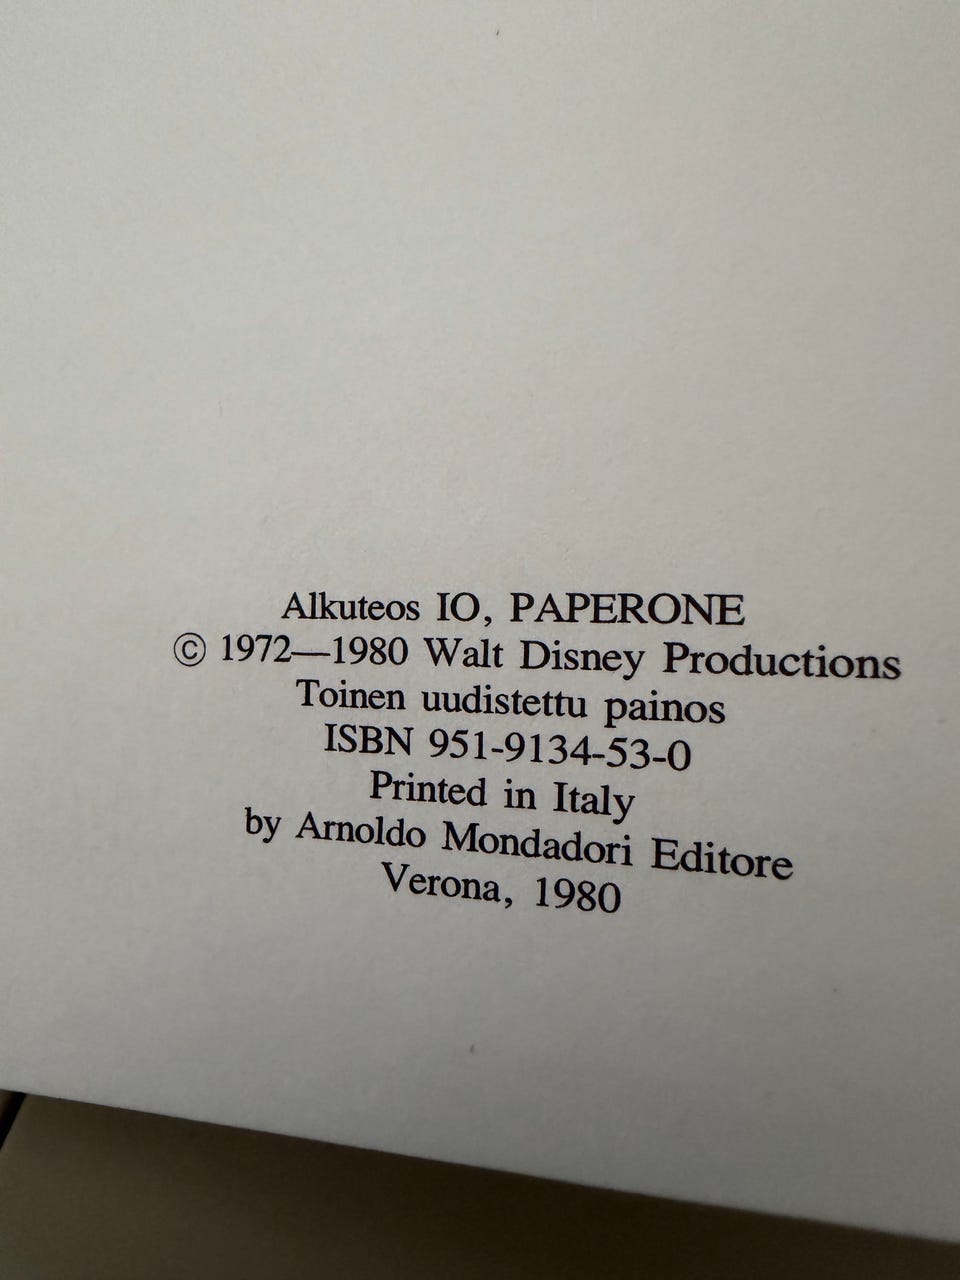 Alkuteos IO, PAPERONE
© 1972—1980 Walt Disney Productions
Toinen uudistettu painos
ISBN 951-9134-53-0
Printed in Italy
by Arnoldo Mondadori Editore
Verona, 1980